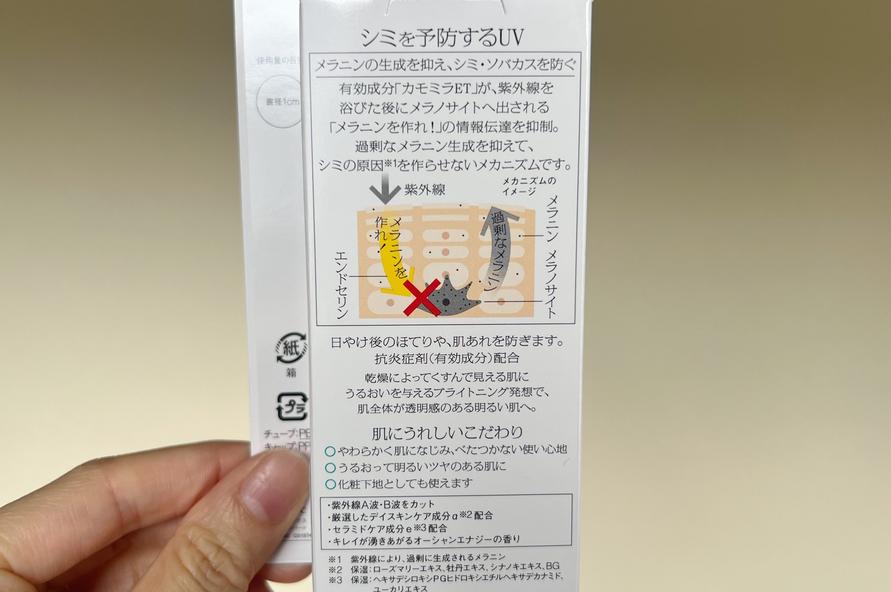 シミを予防するUV
メラニンの生成を抑え、シミ・ソバカスを防ぐ
有効成分「カモミラET」が、紫外線を
浴びた後にメラノサイトへ出される
「メラニンを作れ!」の情報伝達を抑制。
過剰なメラニン生成を抑えて、
シミの原因※1を作らせないメカニズムです。
紫外線
メカニズムの
イメージ
メラニンを
作れ!
過剰なメラニン
メラニン
エンドセリン
メラノサイト
日やけ後のほてりや、肌あれを防ぎます。
抗炎症剤(有効成分)配合
乾燥によってくすんで見える肌に
うるおいを与えるブライトニング発想で、
肌全体が透明感のある明るい肌へ。
肌にうれしいこだわり
○やわらかく肌になじみ、べたつかない使い心地
○うるおって明るいツヤのある肌に
○化粧下地としても使えます
・紫外線A波・B波をカット
・厳選したデイスキンケア成分α※2配合
・セラミドケア成分e※3配合
・キレイが湧きあがるオーシャンエナジーの香り
※1 紫外線により、過剰に生成されるメラニン
※2 保湿:ローズマリーエキス、牡丹エキス、シナノキエキス、BG
※3 保湿:ヘキサデシロキシPGヒドロキシエチルヘキサデカナミド、
ユーカリエキス
直径1cm
紙
箱
プラ
チューブ:PE
キャップ:PP